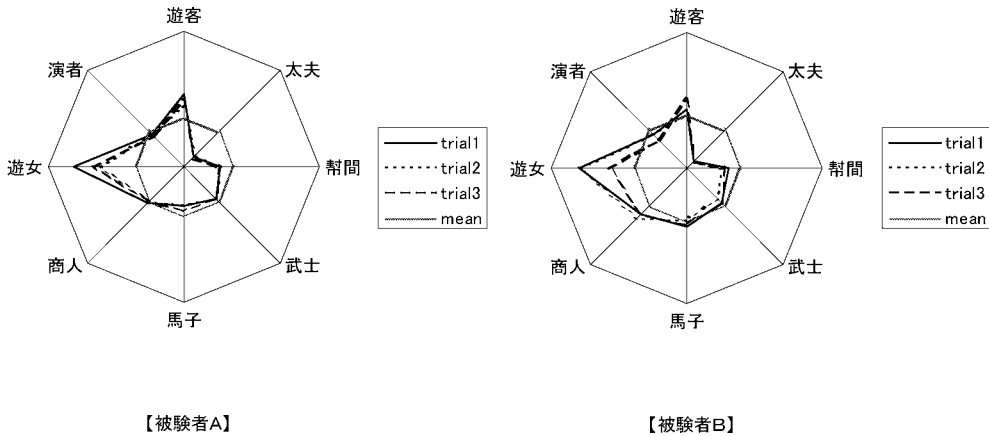 遊客
太夫
幇間
武士
馬子
商人
遊女
演者
trial1
trial2
trial3
mean
【被験者A】
遊客
太夫
幇間
武士
馬子
商人
遊女
演者
trial1
trial2
trial3
mean
【被験者B】